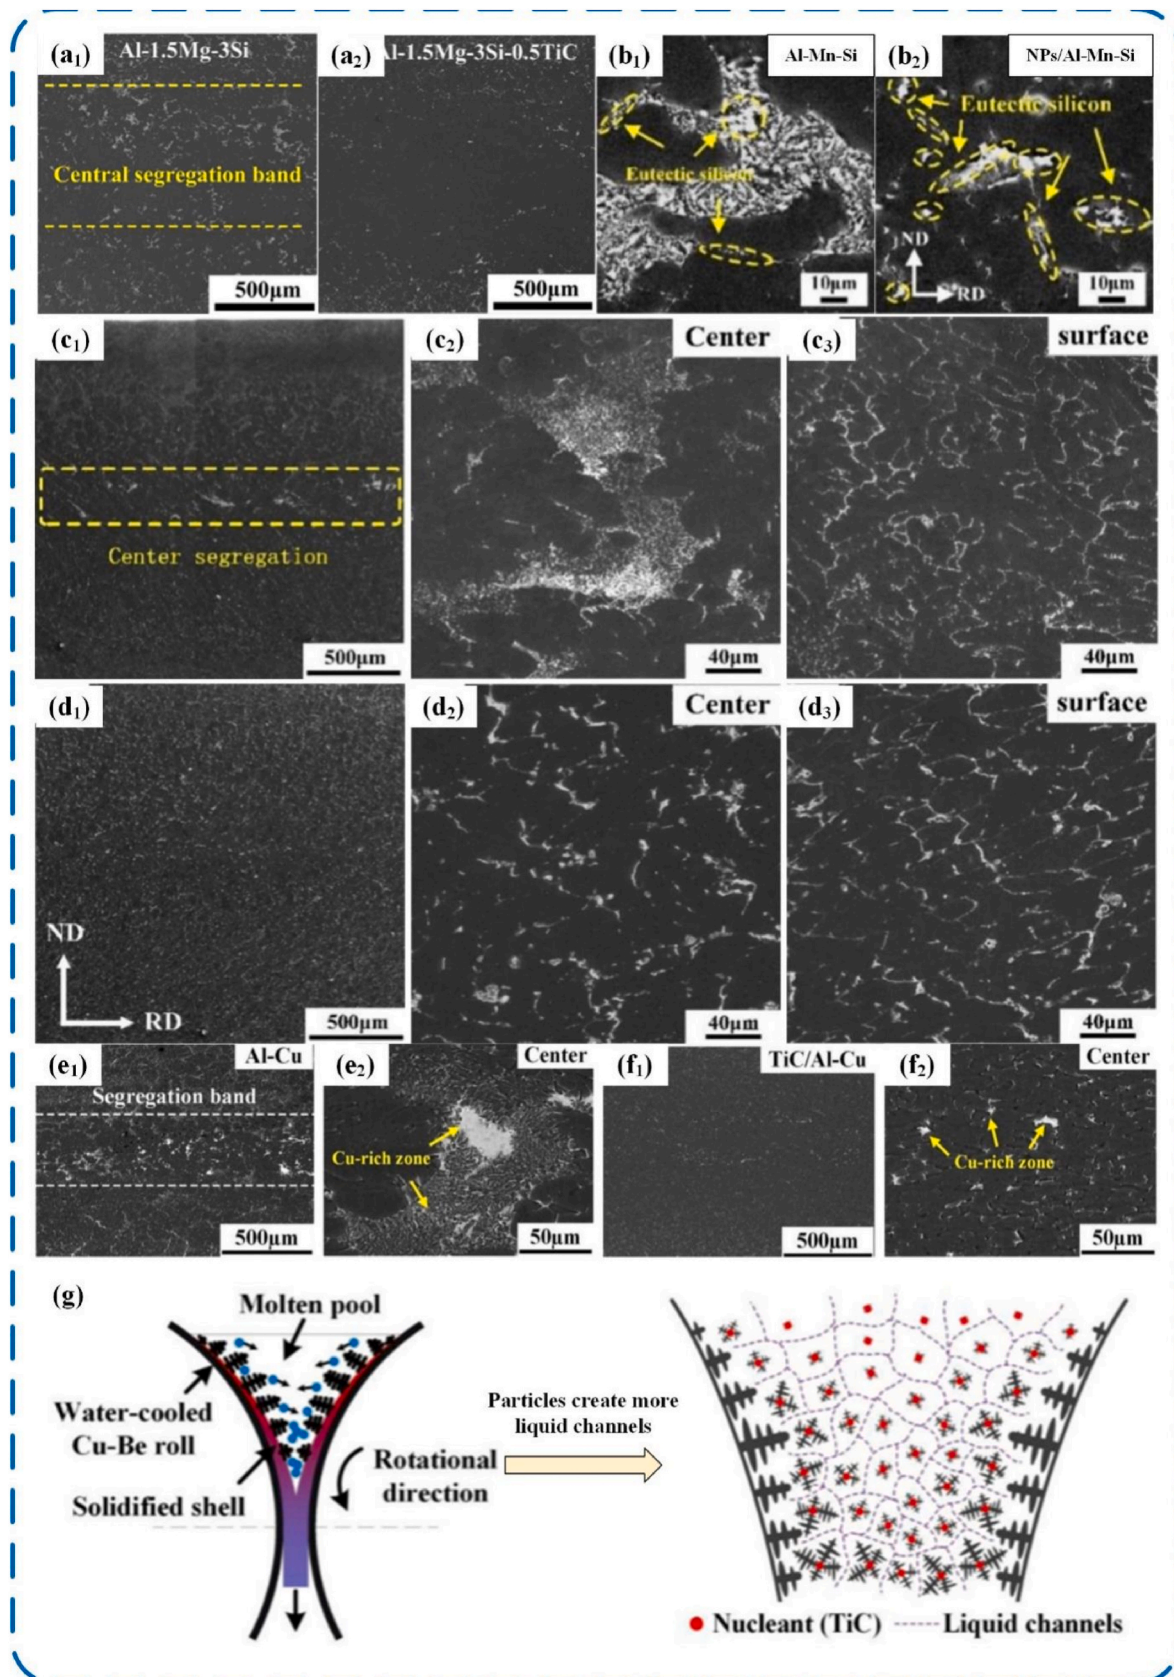 (a₁) Al-1.5Mg-3Si
Central segregation band
500μm
(a₂) Al-1.5Mg-3Si-0.5TiC
500μm
(b₁) Al-Mn-Si
Eutectic silicon
10μm
(b₂) NPs/Al-Mn-Si
Eutectic silicon
ND
RD
10μm
(c₁)
Center segregation
500μm
(c₂) Center
40μm
(c₃) surface
40μm
(d₁)
ND
RD
500μm
(d₂) Center
40μm
(d₃) surface
40μm
(e₁) Al-Cu
Segregation band
500μm
(e₂) Center
Cu-rich zone
50μm
(f₁) TiC/Al-Cu
500μm
(f₂) Center
Cu-rich zone
50μm
(g)
Molten pool
Water-cooled
Cu-Be roll
Solidified shell
Rotational
direction
Particles create more
liquid channels
Nucleant (TiC)
Liquid channels